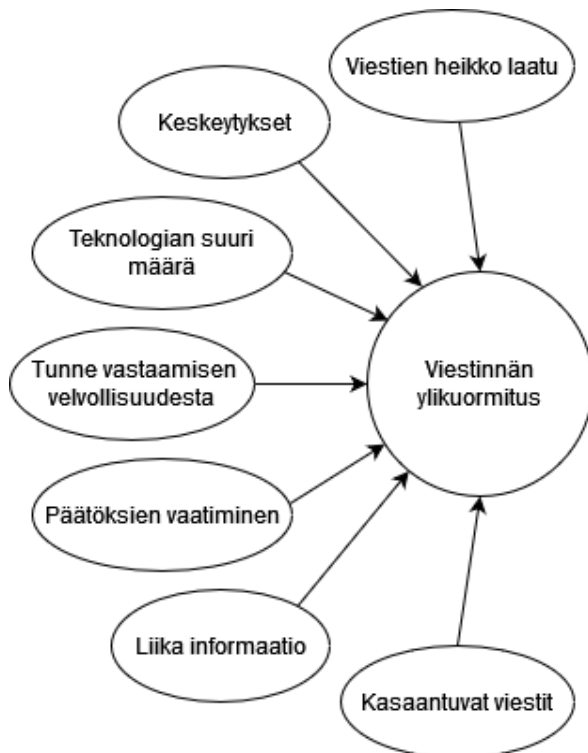 Viestien heikko laatu
Keskeytykset
Teknologian suuri
määrä
Tunne vastaamisen
velvollisuudesta
Viestinnän
ylikuormitus
Päätöksien vaatiminen
Liika informaatio
Kasaantuvat viestit